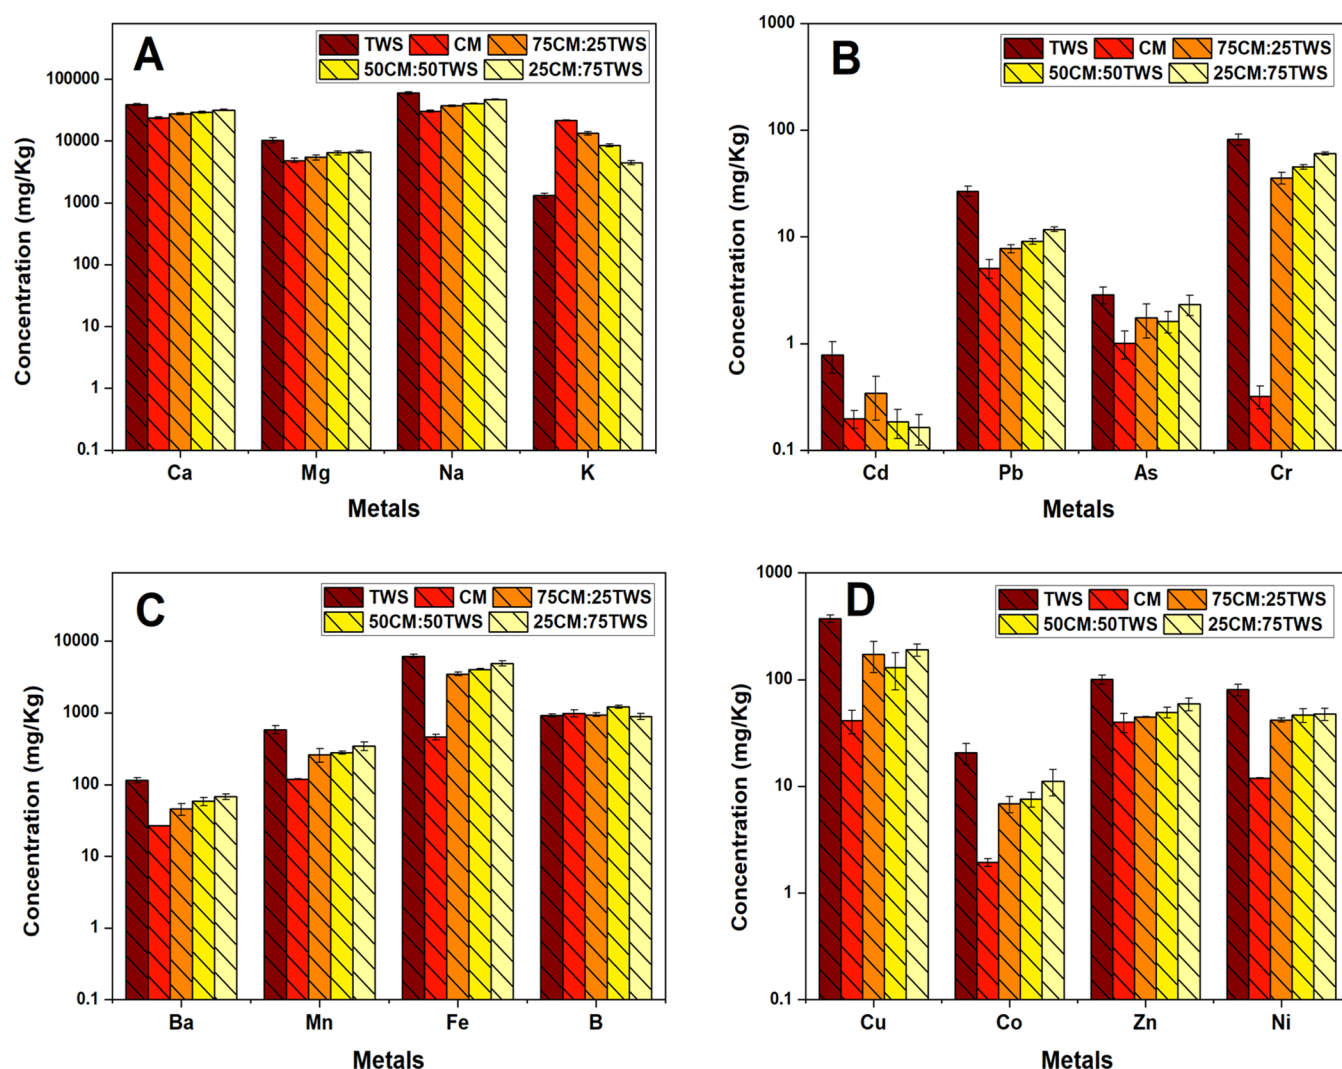 A
TWS CM 75CM:25TWS
50CM:50TWS 25CM:75TWS
Concentration (mg/Kg)
100000
10000
1000
100
10
1
0.1
Ca Mg Na K
Metals
B
TWS CM 75CM:25TWS
50CM:50TWS 25CM:75TWS
Concentration (mg/Kg)
1000
100
10
1
0.1
Cd Pb As Cr
Metals
C
TWS CM 75CM:25TWS
50CM:50TWS 25CM:75TWS
Concentration (mg/Kg)
10000
1000
100
10
1
0.1
Ba Mn Fe B
Metals
D
TWS CM 75CM:25TWS
50CM:50TWS 25CM:75TWS
Concentration (mg/Kg)
1000
100
10
1
0.1
Cu Co Zn Ni
Metals